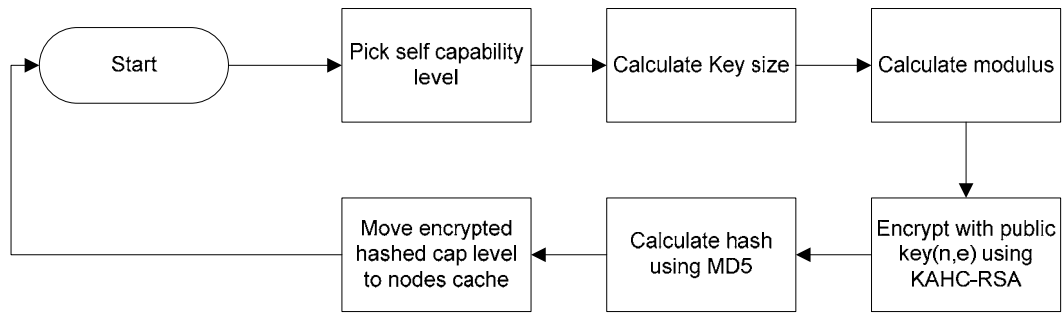 Start
Pick self capability
level
Calculate Key size
Calculate modulus
Encrypt with public
key(n,e) using
KAHC-RSA
Calculate hash
using MD5
Move encrypted
hashed cap level
to nodes cache